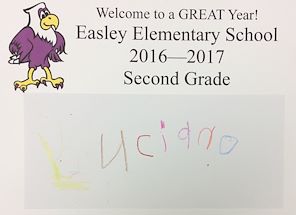 Welcome to a GREAT Year!
Easley Elementary School
2016—2017
Second Grade
Luciano